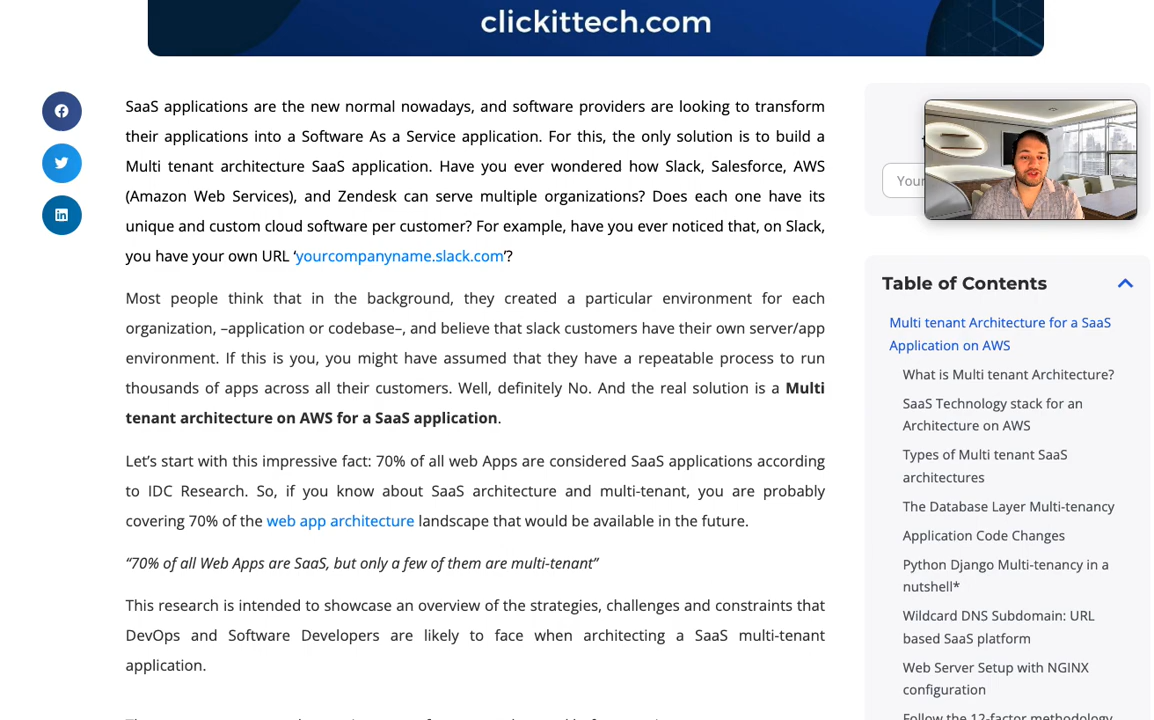 clickittech.com
SaaS applications are the new normal nowadays, and software providers are looking to transform
their applications into a Software As a Service application. For this, the only solution is to build a
Multi tenant architecture SaaS application. Have you ever wondered how Slack, Salesforce, AWS
(Amazon Web Services), and Zendesk can serve multiple organizations? Does each one have its
unique and custom cloud software per customer? For example, have you ever noticed that, on Slack,
you have your own URL ‘yourcompanyname.slack.com’?
Most people think that in the background, they created a particular environment for each
organization, –application or codebase–, and believe that slack customers have their own server/app
environment. If this is you, you might have assumed that they have a repeatable process to run
thousands of apps across all their customers. Well, definitely No. And the real solution is a Multi
tenant architecture on AWS for a SaaS application.
Let’s start with this impressive fact: 70% of all web Apps are considered SaaS applications according
to IDC Research. So, if you know about SaaS architecture and multi-tenant, you are probably
covering 70% of the web app architecture landscape that would be available in the future.
“70% of all Web Apps are SaaS, but only a few of them are multi-tenant”
This research is intended to showcase an overview of the strategies, challenges and constraints that
DevOps and Software Developers are likely to face when architecting a SaaS multi-tenant
application.
Your
Table of Contents
Multi tenant Architecture for a SaaS
Application on AWS
What is Multi tenant Architecture?
SaaS Technology stack for an
Architecture on AWS
Types of Multi tenant SaaS
architectures
The Database Layer Multi-tenancy
Application Code Changes
Python Django Multi-tenancy in a
nutshell*
Wildcard DNS Subdomain: URL
based SaaS platform
Web Server Setup with NGINX
configuration
Follow the 12-factor methodology